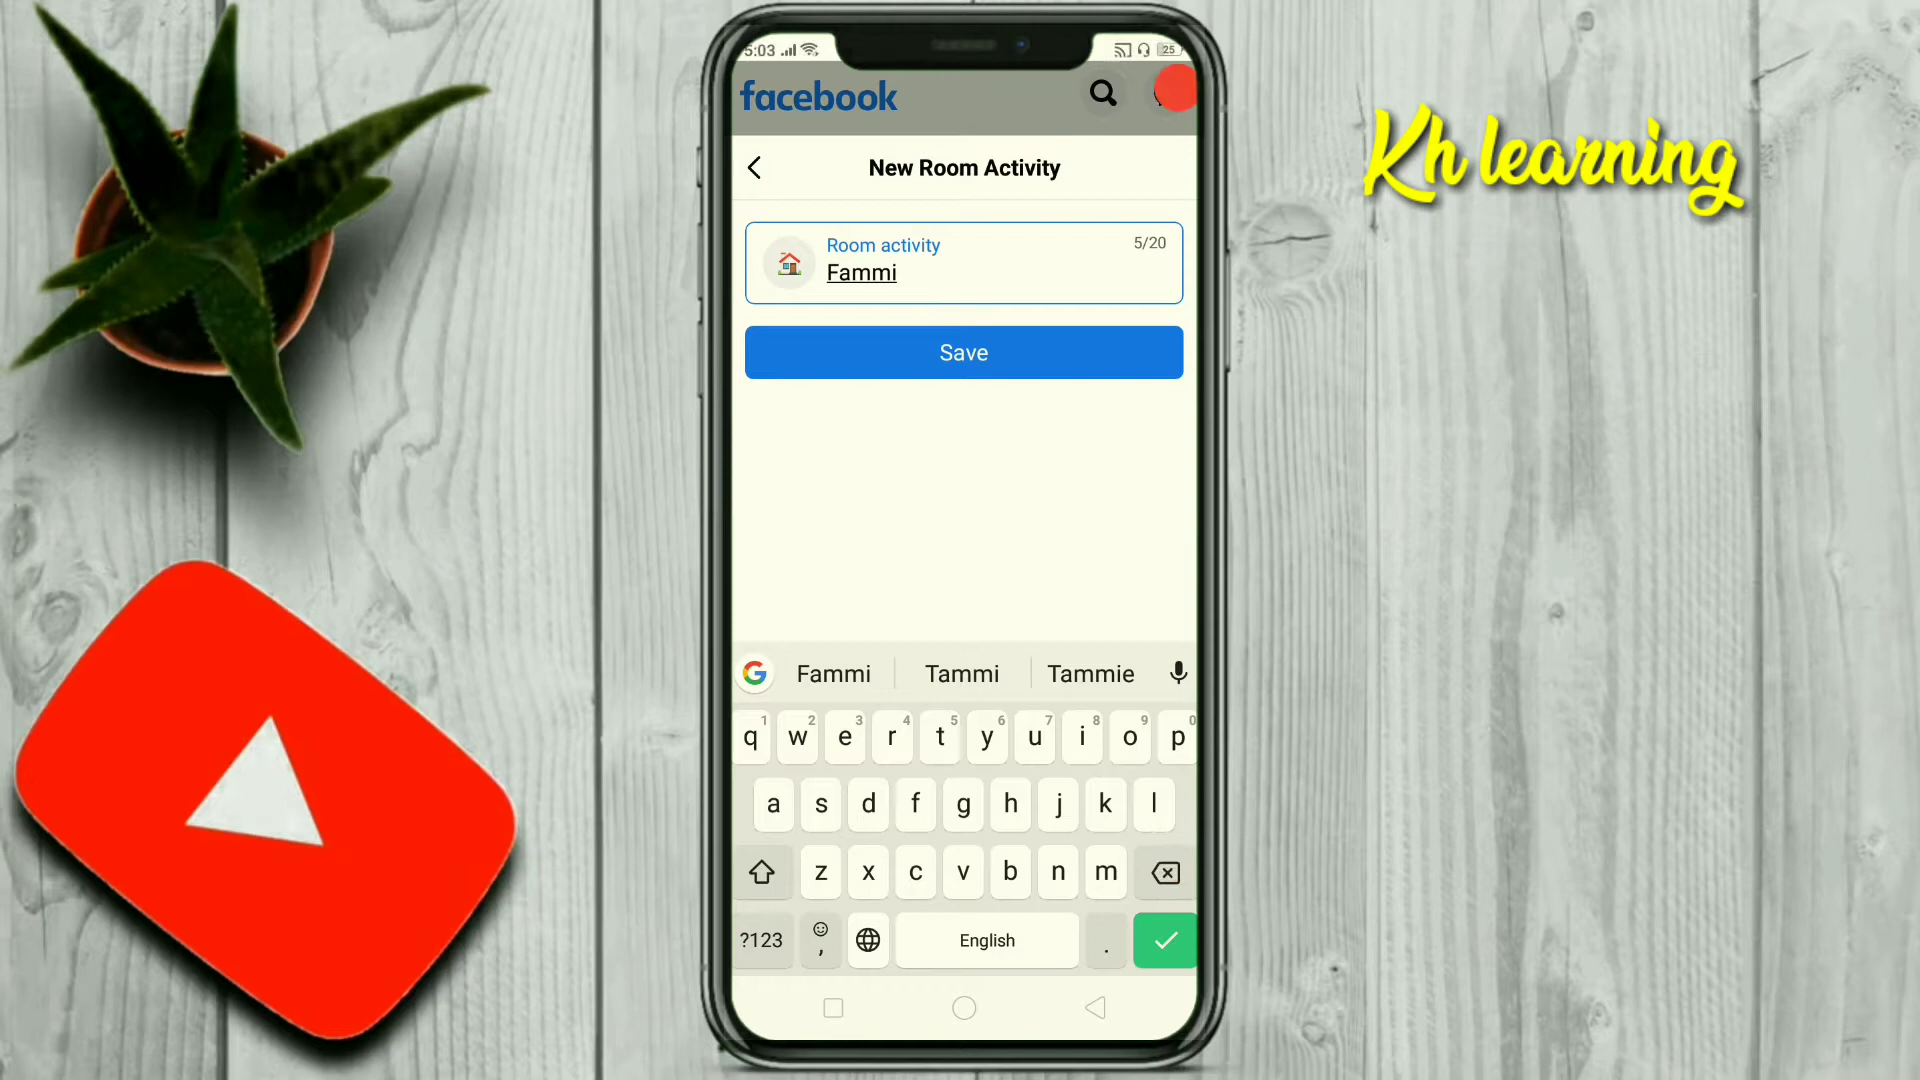 5:03
25
facebook
Kh learning
New Room Activity
Room activity
5/20
Fammi
Save
Fammi Tammi Tammie
q 1 w 2 e 3 r 4 t 5 y 6 u 7 i 8 o 9 p 0
a s d f g h j k l
z x c v b n m
?123 , English .